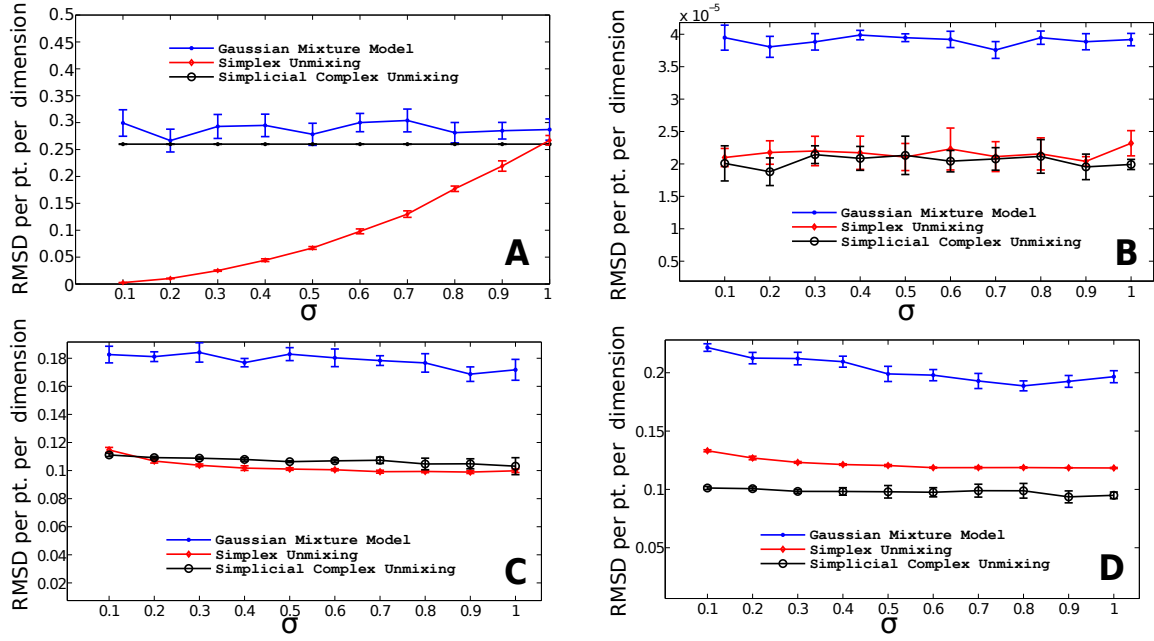 0.5
0.45
0.4
0.35
0.3
0.25
0.2
0.15
0.1
0.05
0
RMSD per pt. per dimension
Gaussian Mixture Model
Simplex Unmixing
Simplicial Complex Unmixing
A
0.1 0.2 0.3 0.4 0.5 0.6 0.7 0.8 0.9 1
σ
x 10⁻⁵
4
3.5
3
2.5
2
1.5
1
0.5
RMSD per pt. per dimension
Gaussian Mixture Model
Simplex Unmixing
Simplicial Complex Unmixing
B
0.1 0.2 0.3 0.4 0.5 0.6 0.7 0.8 0.9 1
σ
0.18
0.16
0.14
0.12
0.1
0.08
0.06
0.04
0.02
RMSD per pt. per dimension
Gaussian Mixture Model
Simplex Unmixing
Simplicial Complex Unmixing
C
0.1 0.2 0.3 0.4 0.5 0.6 0.7 0.8 0.9 1
σ
0.2
0.15
0.1
0.05
RMSD per pt. per dimension
Gaussian Mixture Model
Simplex Unmixing
Simplicial Complex Unmixing
D
0.1 0.2 0.3 0.4 0.5 0.6 0.7 0.8 0.9 1
σ